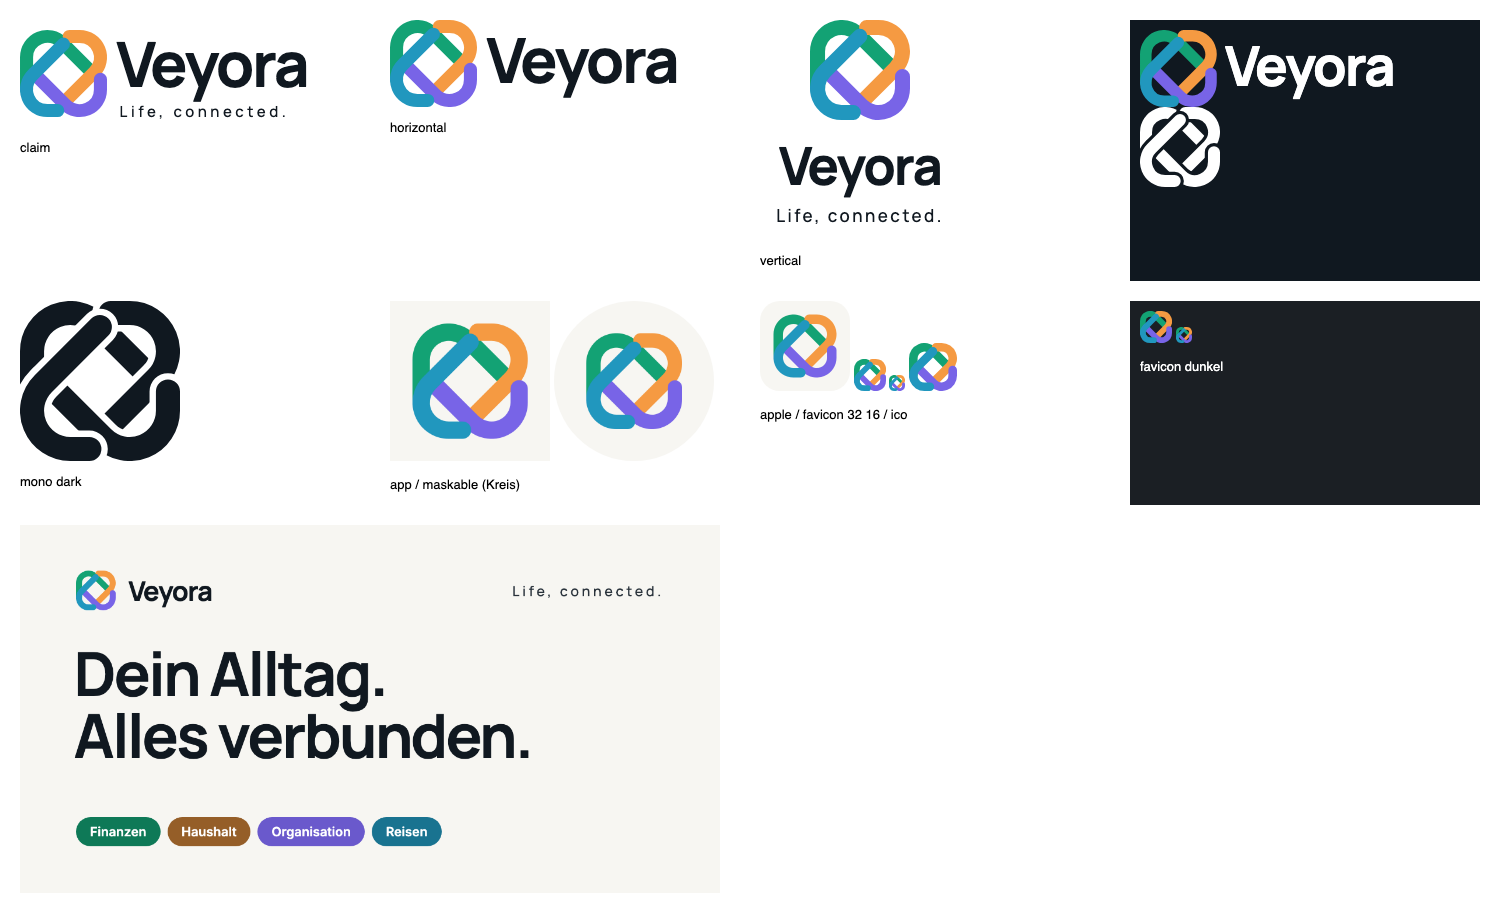 Veyora
Life, connected.
claim
Veyora
horizontal
Veyora
Life, connected.
vertical
Veyora
mono dark
app / maskable (Kreis)
apple / favicon 32 16 / ico
favicon dunkel
Veyora
Life, connected.
Dein Alltag.
Alles verbunden.
Finanzen
Haushalt
Organisation
Reisen